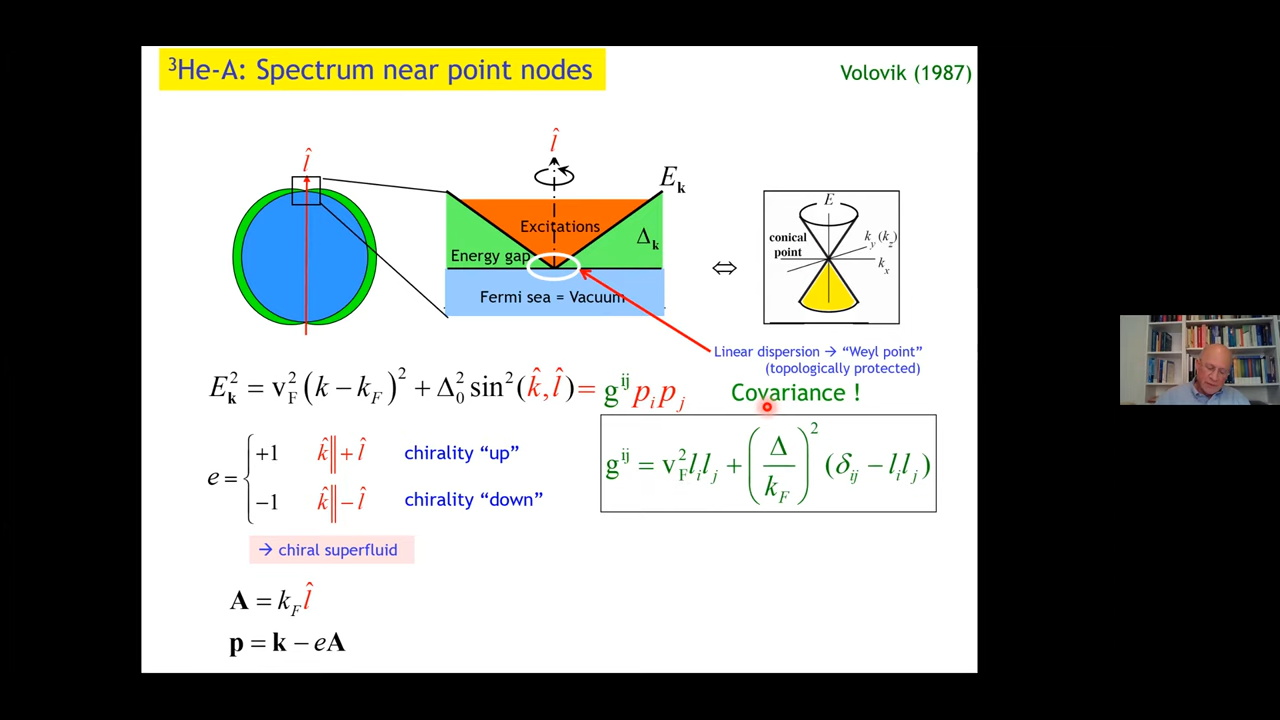 ³He-A: Spectrum near point nodes
Volovik (1987)
l̂
l̂
E_k
Excitations
Energy gap
Δ_k
Fermi sea = Vacuum
⇔
E
conical
point
k_y (k_z)
k_x
Linear dispersion → “Weyl point”
(topologically protected)
E_k² = v_F² (k − k_F)² + Δ₀² sin²(k̂, l̂) = g^ij p_i p_j
Covariance !
g^ij = v_F² l_i l_j + (Δ / k_F)² (δ_ij − l_i l_j)
e = { +1 k̂ ∥ + l̂ chirality “up”
−1 k̂ ∥ − l̂ chirality “down”
→ chiral superfluid
A = k_F l̂
p = k − eA